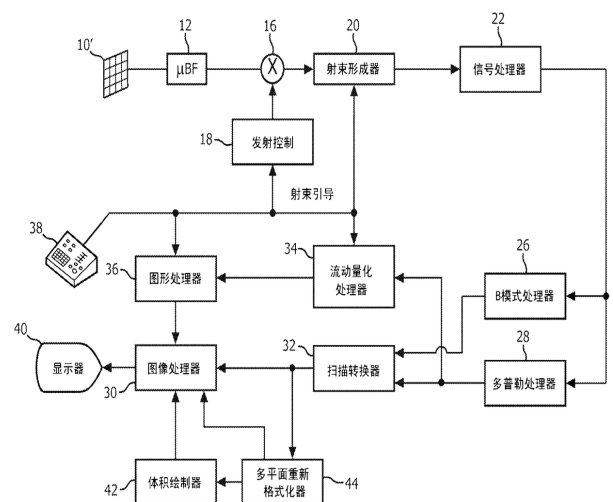 10'
12
μBF
16
X
20
射束形成器
22
信号处理器
18
发射控制
射束引导
38
36
图形处理器
34
流动量化
处理器
26
B模式处理器
40
显示器
30
图像处理器
32
扫描转换器
28
多普勒处理器
42
体积绘制器
多平面重新
格式化器
44